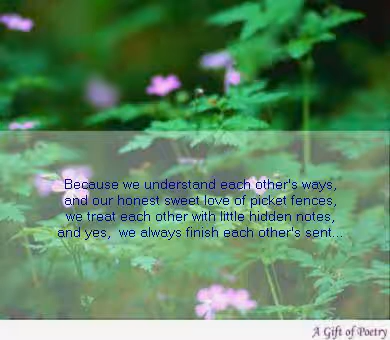 Because we understand each other's ways,
and our honest sweet love of picket fences,
we treat each other with little hidden notes,
and yes,  we always finish each other's sent...
A Gift of Poetry